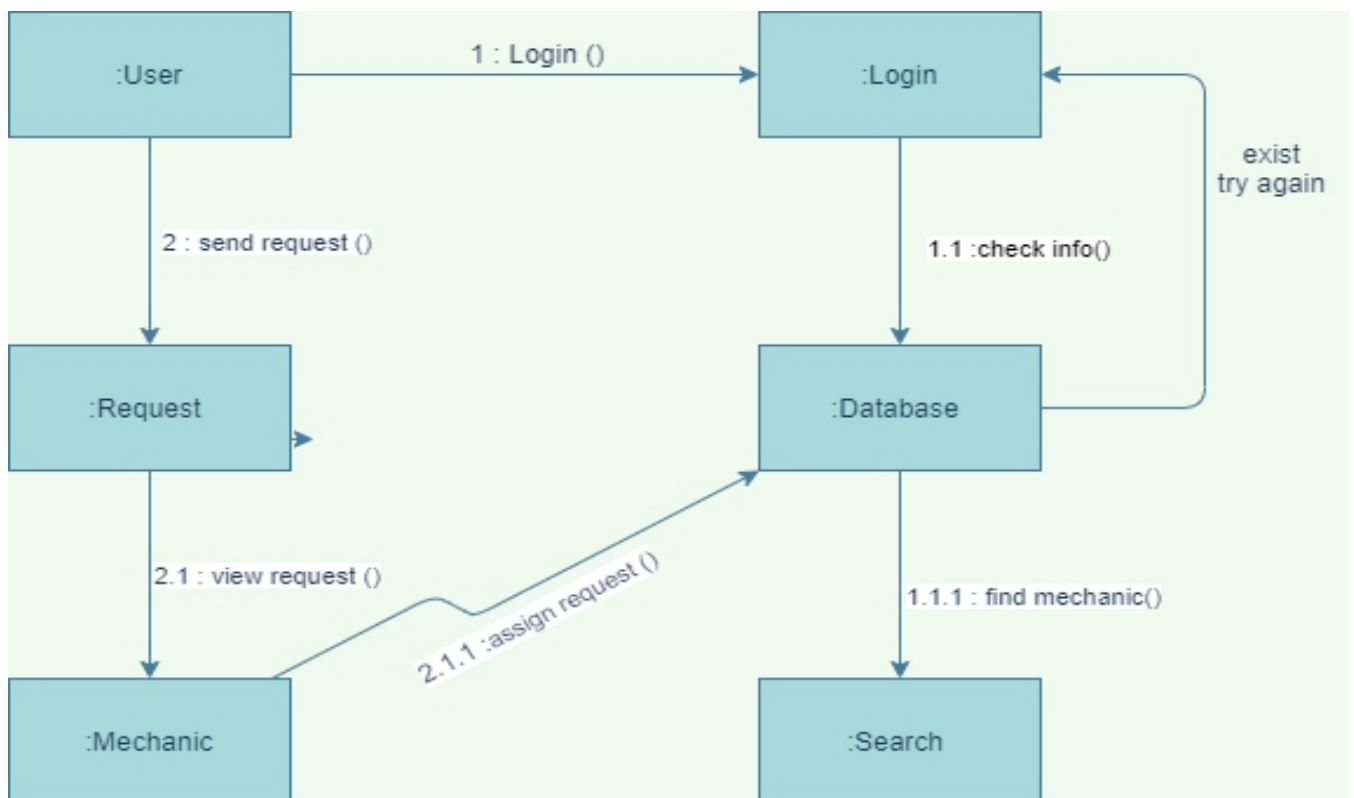 :User
1 : Login ()
:Login
exist
try again
2 : send request ()
1.1 :check info()
:Request
:Database
2.1 : view request ()
2.1.1 :assign request ()
1.1.1 : find mechanic()
:Mechanic
:Search